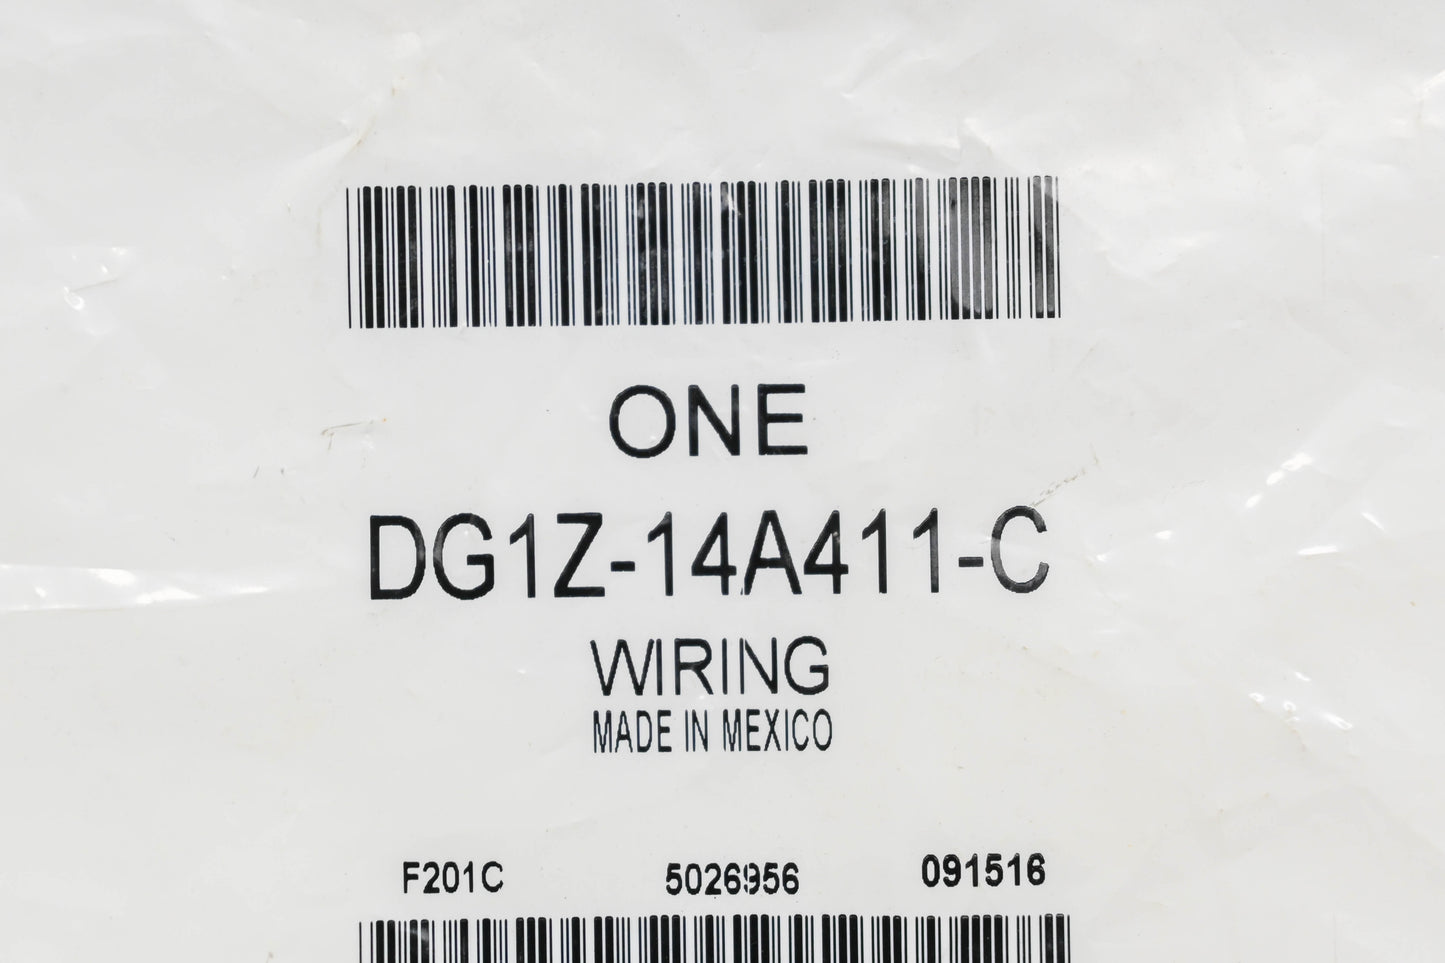 ONE
DG1Z-14A411-C
WIRING
MADE IN MEXICO
F201C 5026956 091516